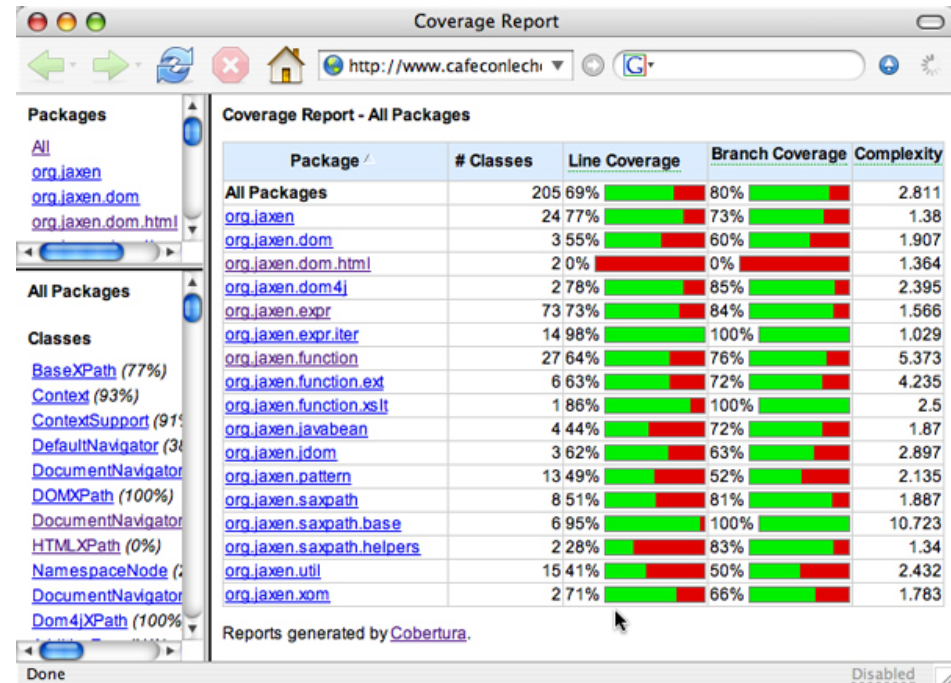 Coverage Report
http://www.cafeconlech
G
Packages
All
org.jaxen
org.jaxen.dom
org.jaxen.dom.html
All Packages
Classes
BaseXPath (77%)
Context (93%)
ContextSupport (91%
DefaultNavigator (38
DocumentNavigator
DOMXPath (100%)
DocumentNavigator
HTMLXPath (0%)
NamespaceNode (2
DocumentNavigator
Dom4jXPath (100%
Coverage Report - All Packages
Package # Classes Line Coverage Branch Coverage Complexity
All Packages 205 69% 80% 2.811
org.jaxen 24 77% 73% 1.38
org.jaxen.dom 3 55% 60% 1.907
org.jaxen.dom.html 2 0% 0% 1.364
org.jaxen.dom4j 2 78% 85% 2.395
org.jaxen.expr 73 73% 84% 1.566
org.jaxen.expr.iter 14 98% 100% 1.029
org.jaxen.function 27 64% 76% 5.373
org.jaxen.function.ext 6 63% 72% 4.235
org.jaxen.function.xslt 1 86% 100% 2.5
org.jaxen.javabean 4 44% 72% 1.87
org.jaxen.jdom 3 62% 63% 2.897
org.jaxen.pattern 13 49% 52% 2.135
org.jaxen.saxpath 8 51% 81% 1.887
org.jaxen.saxpath.base 6 95% 100% 10.723
org.jaxen.saxpath.helpers 2 28% 83% 1.34
org.jaxen.util 15 41% 50% 2.432
org.jaxen.xom 2 71% 66% 1.783
Reports generated by Cobertura.
Done
Disabled